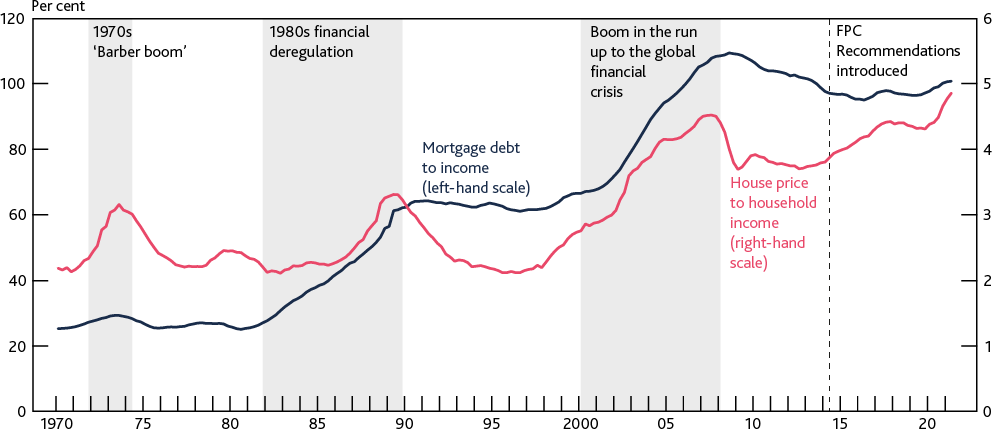 Per cent
120
100
80
60
40
20
0
6
5
4
3
2
1
0
1970s
‘Barber boom’
1980s financial
deregulation
Boom in the run
up to the global
financial
crisis
FPC
Recommendations
introduced
Mortgage debt
to income
(left-hand scale)
House price
to household
income
(right-hand
scale)
1970 75 80 85 90 95 2000 05 10 15 20